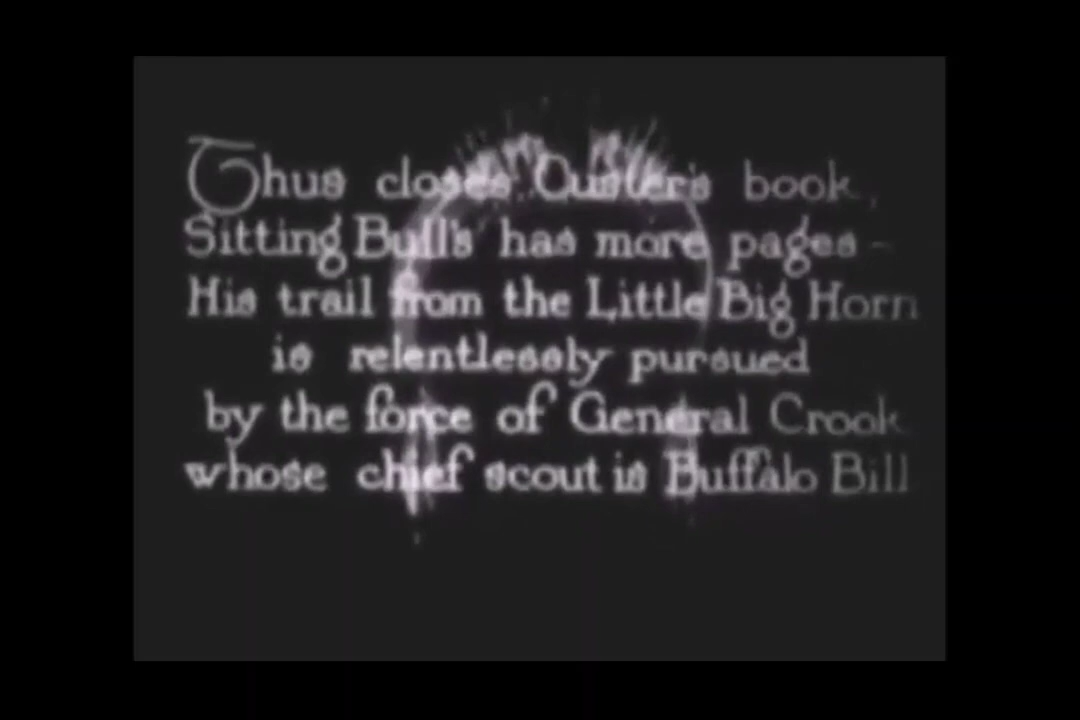 Thus closes Custer's book,
Sitting Bull's has more pages -
His trail from the Little Big Horn
is relentlessly pursued
by the force of General Crook
whose chief scout is Buffalo Bill